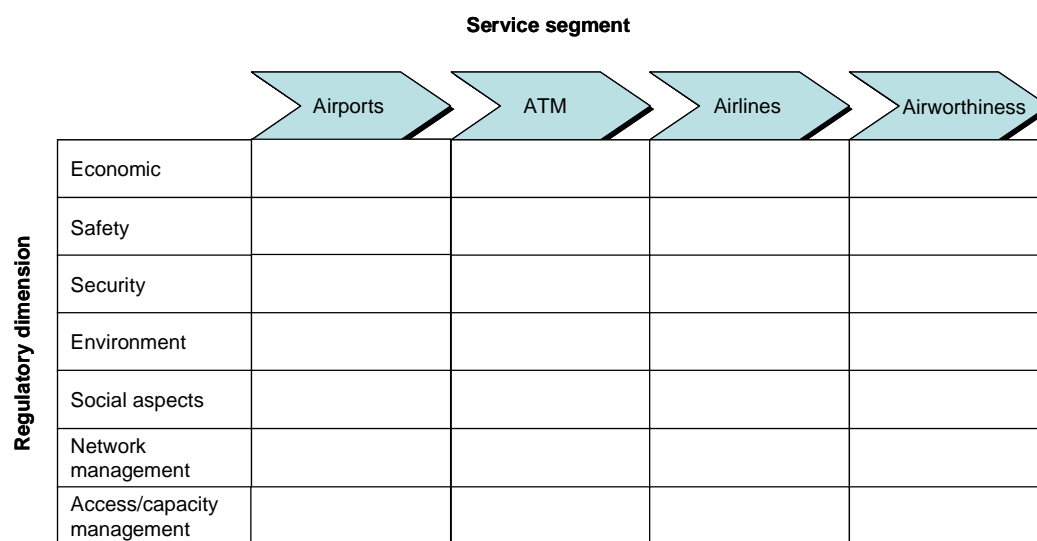 Service segment
Airports
ATM
Airlines
Airworthiness
Regulatory dimension
Economic
Safety
Security
Environment
Social aspects
Network
management
Access/capacity
management